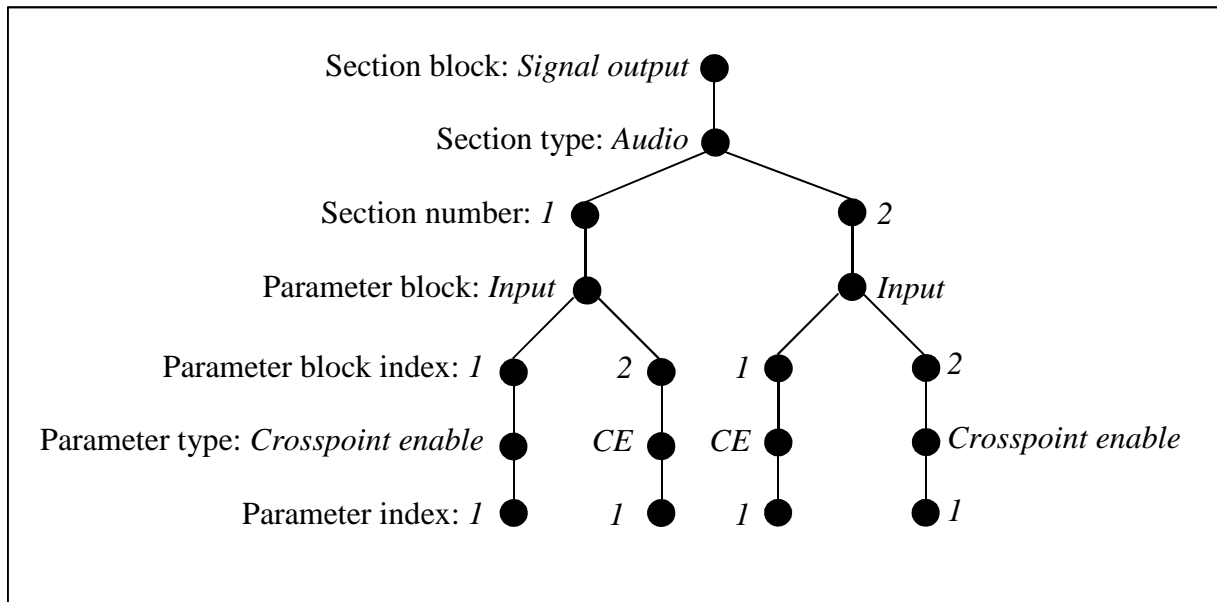 Section block: Signal output
Section type: Audio
Section number: 1 2
Parameter block: Input Input
Parameter block index: 1 2 1 2
Parameter type: Crosspoint enable CE CE Crosspoint enable
Parameter index: 1 1 1 1